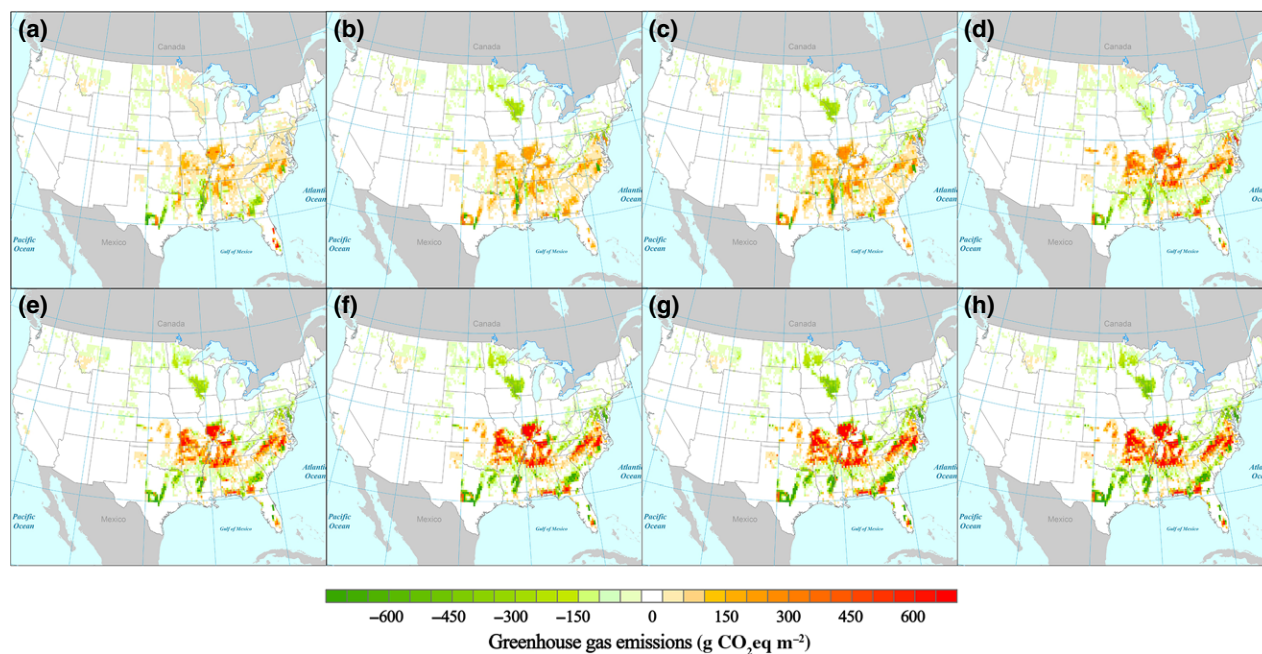 (a) (b) (c) (d)
Canada Canada Canada Canada
Atlantic Atlantic Atlantic Atlanti
Ocean Ocean Ocean Ocean
Pacific Pacific Pacific Pacific
Ocean Ocean Ocean Ocean
Mexico Mexico Mexico Mexico
Gulf of Mexico Gulf of Mexico Gulf of Mexico Gulf of Mexico
(e) (f) (g) (h)
Canada Canada Canada Canada
Atlantic Atlantic Atlantic Atlanti
Ocean Ocean Ocean Ocean
Pacific Pacific Pacific Pacific
Ocean Ocean Ocean Ocean
Mexico Mexico Mexico Mexico
Gulf of Mexico Gulf of Mexico Gulf of Mexico Gulf of Mexico
−600 −450 −300 −150 0 150 300 450 600
Greenhouse gas emissions (g CO₂eq m⁻²)